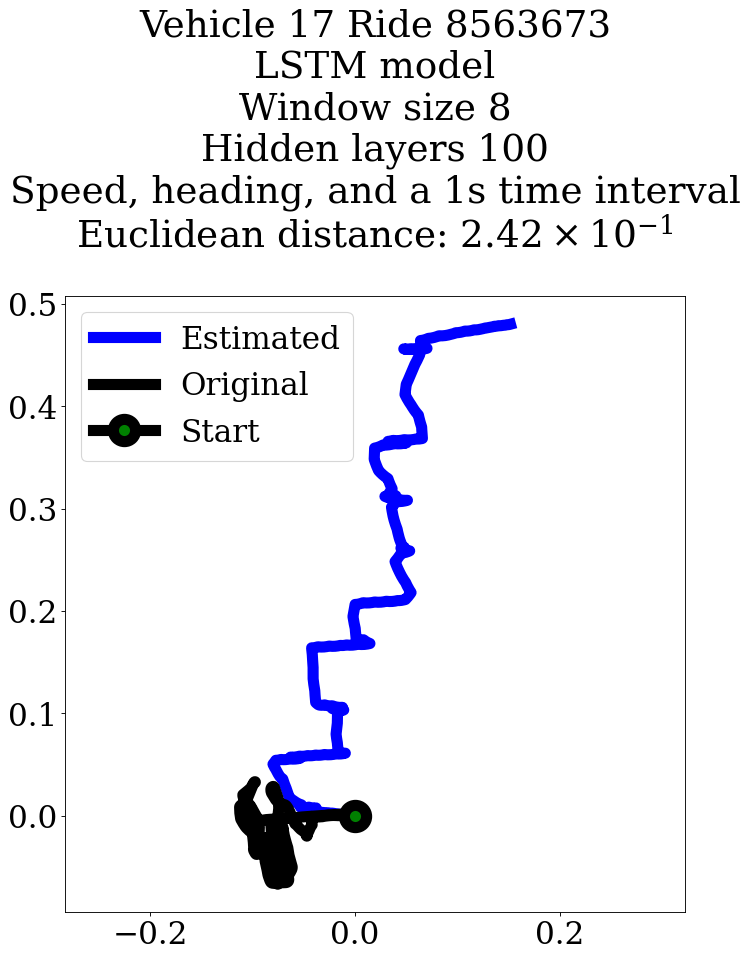 Vehicle 17 Ride 8563673
LSTM model
Window size 8
Hidden layers 100
Speed, heading, and a 1s time interval
Euclidean distance: 2.42 × 10⁻¹
0.5
0.4
0.3
0.2
0.1
0.0
Estimated
Original
Start
−0.2
0.0
0.2